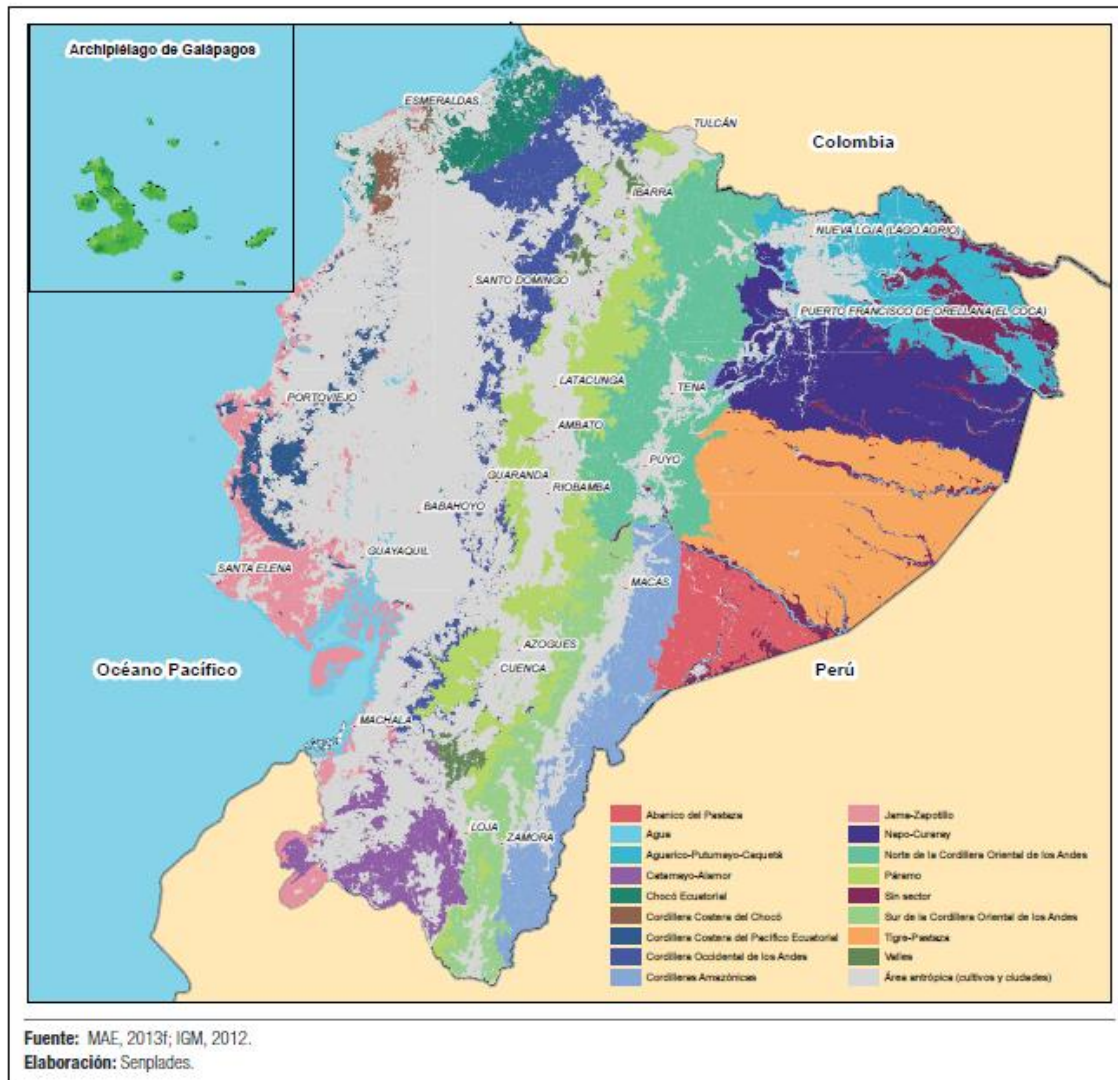 Archipiélago de Galápagos
ESMERALDAS
TULCÁN
Colombia
IBARRA
NUEVA LOJA (LAGO AGRIO)
SANTO DOMINGO
PUERTO FRANCISCO DE ORELLANA(EL COCA)
LATACUNGA
TENA
PORTOVIEJO
AMBATO
PUYO
GUARANDA
RIOBAMBA
BABAHOYO
GUAYAQUIL
SANTA ELENA
MACAS
AZOGUES
Océano Pacífico
CUENCA
Perú
MACHALA
LOJA
ZAMORA
Abanico del Pastaza
Agua
Aguarico-Putumayo-Caquetá
Catamayo-Alamor
Chocó Ecuatorial
Cordillera Costera del Chocó
Cordillera Costera del Pacífico Ecuatorial
Cordillera Occidental de los Andes
Cordilleras Amazónicas
Jama-Zapotillo
Napo-Curaray
Norte de la Cordillera Oriental de los Andes
Páramo
Sin sector
Sur de la Cordillera Oriental de los Andes
Tigre-Pastaza
Valles
Área antrópica (cultivos y ciudades)
Fuente: MAE, 2013f; IGM, 2012.
Elaboración: Senplades.